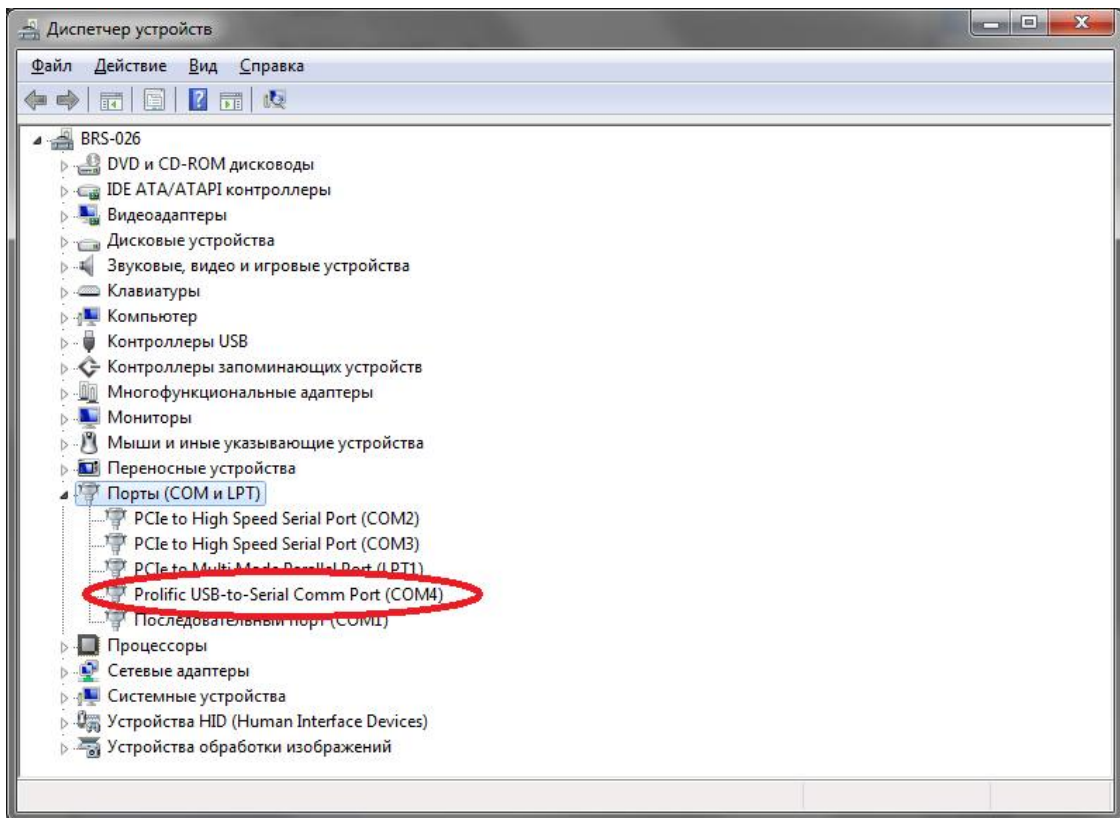 Диспетчер устройств
Файл Действие Вид Справка
BRS-026
DVD и CD-ROM дисководы
IDE ATA/ATAPI контроллеры
Видеоадаптеры
Дисковые устройства
Звуковые, видео и игровые устройства
Клавиатуры
Компьютер
Контроллеры USB
Контроллеры запоминающих устройств
Многофункциональные адаптеры
Мониторы
Мыши и иные указывающие устройства
Переносные устройства
Порты (COM и LPT)
PCIe to High Speed Serial Port (COM2)
PCIe to High Speed Serial Port (COM3)
PCIe to Multi Mode Parallel Port (LPT1)
Prolific USB-to-Serial Comm Port (COM4)
Последовательный порт (COM1)
Процессоры
Сетевые адаптеры
Системные устройства
Устройства HID (Human Interface Devices)
Устройства обработки изображений